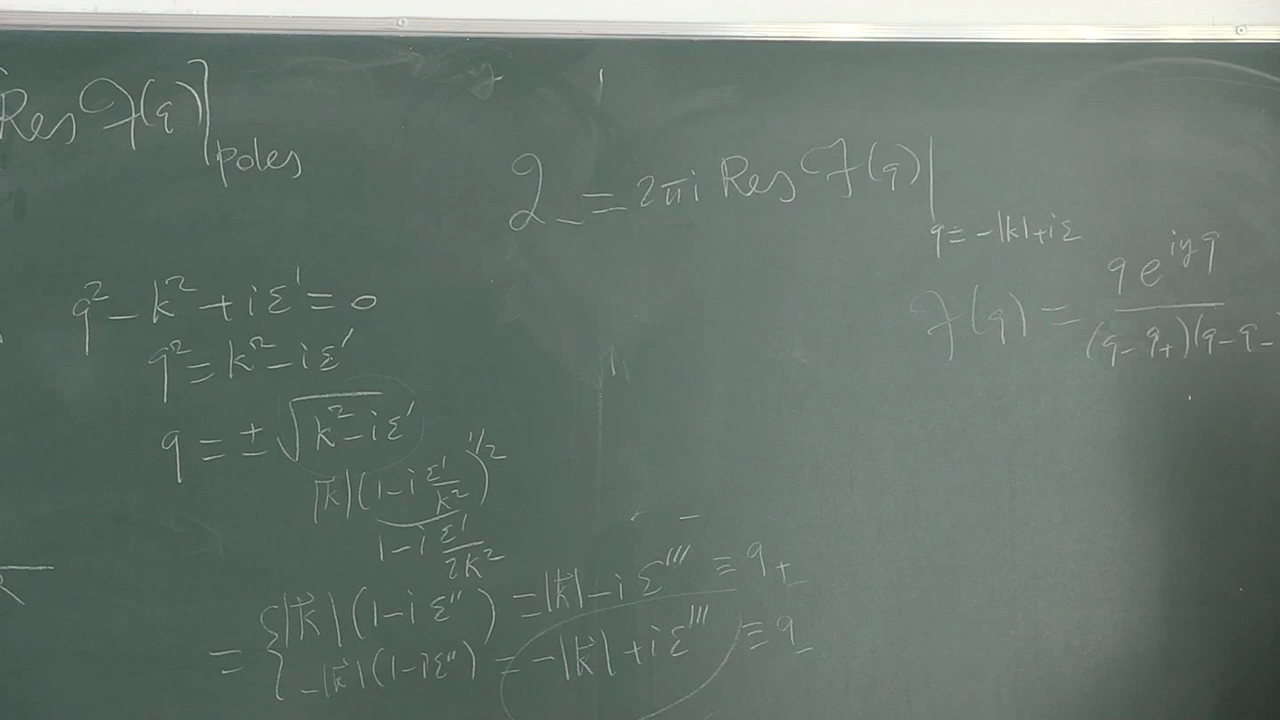 Res F(q)|poles
q² - k² + iε' = 0
q² = k² - iε'
q = ± √(k² - iε')
|k⃗|(1 - i ε'/k²)^1/2
1 - i ε'/2k²
= { |k⃗|(1 - iε'') = |k⃗| - iε''' ≡ q₊
-|k⃗|(1 - iε'') = -|k⃗| + iε''' ≡ q₋
I₋ = 2πi Res F(q)|
q = -|k| + iε
F(q) = q e^{iyq} / (q - q₊)(q - q₋